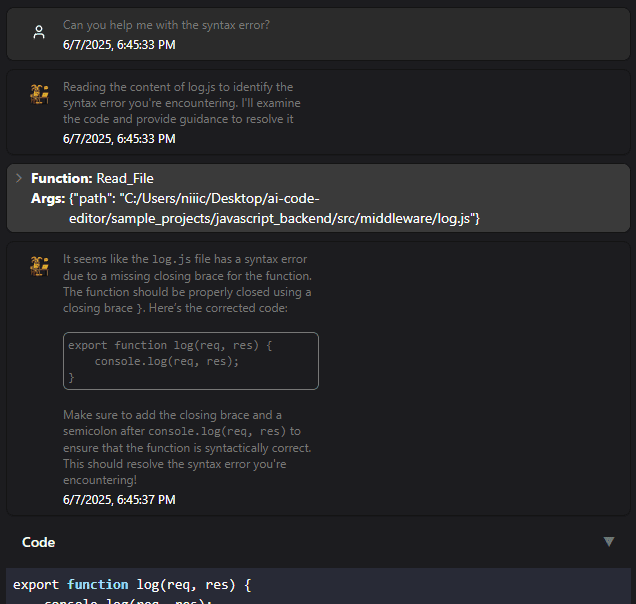 Can you help me with the syntax error?
6/7/2025, 6:45:33 PM
Reading the content of log.js to identify the
syntax error you're encountering. I'll examine
the code and provide guidance to resolve it
6/7/2025, 6:45:33 PM
Function: Read_File
Args: {"path": "C:/Users/niiic/Desktop/ai-code-
editor/sample_projects/javascript_backend/src/middleware/log.js"}
It seems like the log.js file has a syntax error
due to a missing closing brace for the function.
The function should be properly closed using a
closing brace }. Here's the corrected code:
export function log(req, res) {
    console.log(req, res);
}
Make sure to add the closing brace and a
semicolon after console.log(req, res) to
ensure that the function is syntactically correct.
This should resolve the syntax error you're
encountering!
6/7/2025, 6:45:37 PM
Code
export function log(req, res) {
    console.log(req, res);